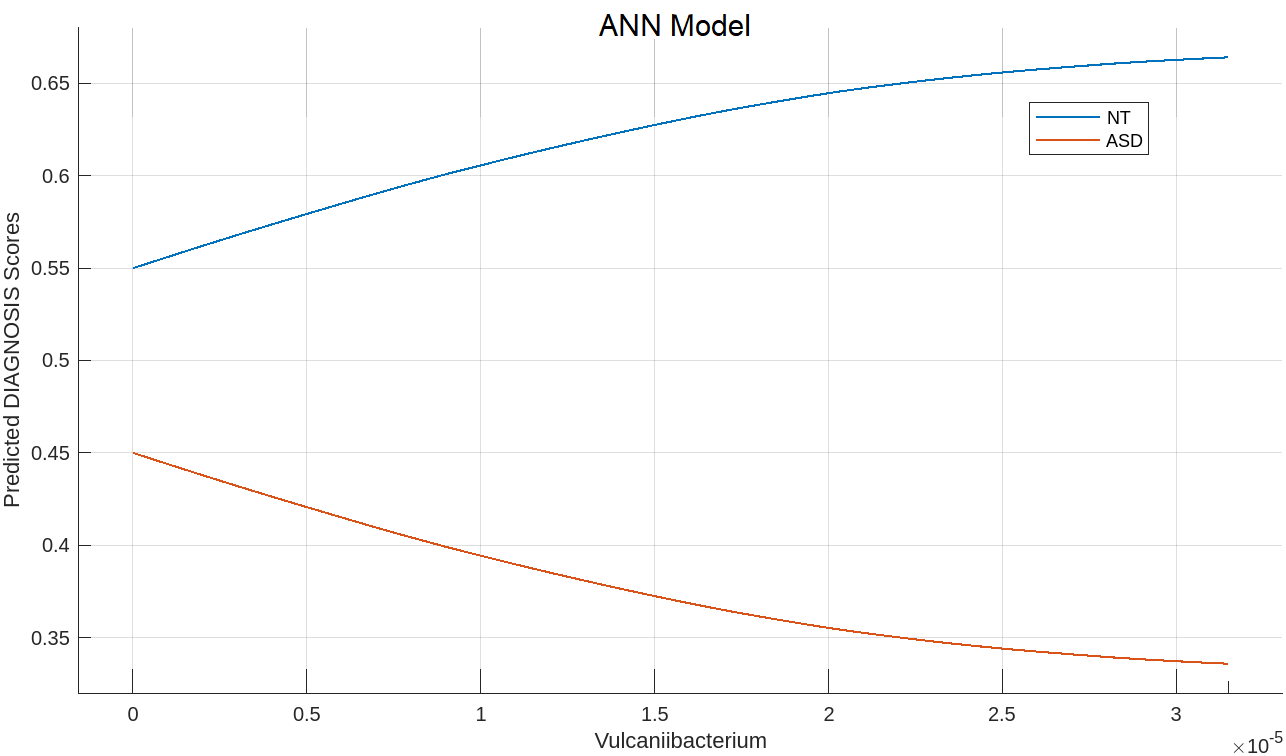 ANN Model
0.65
0.6
0.55
0.5
0.45
0.4
0.35
Predicted DIAGNOSIS Scores
NT
ASD
0 0.5 1 1.5 2 2.5 3
Vulcaniibacterium
×10⁻⁵